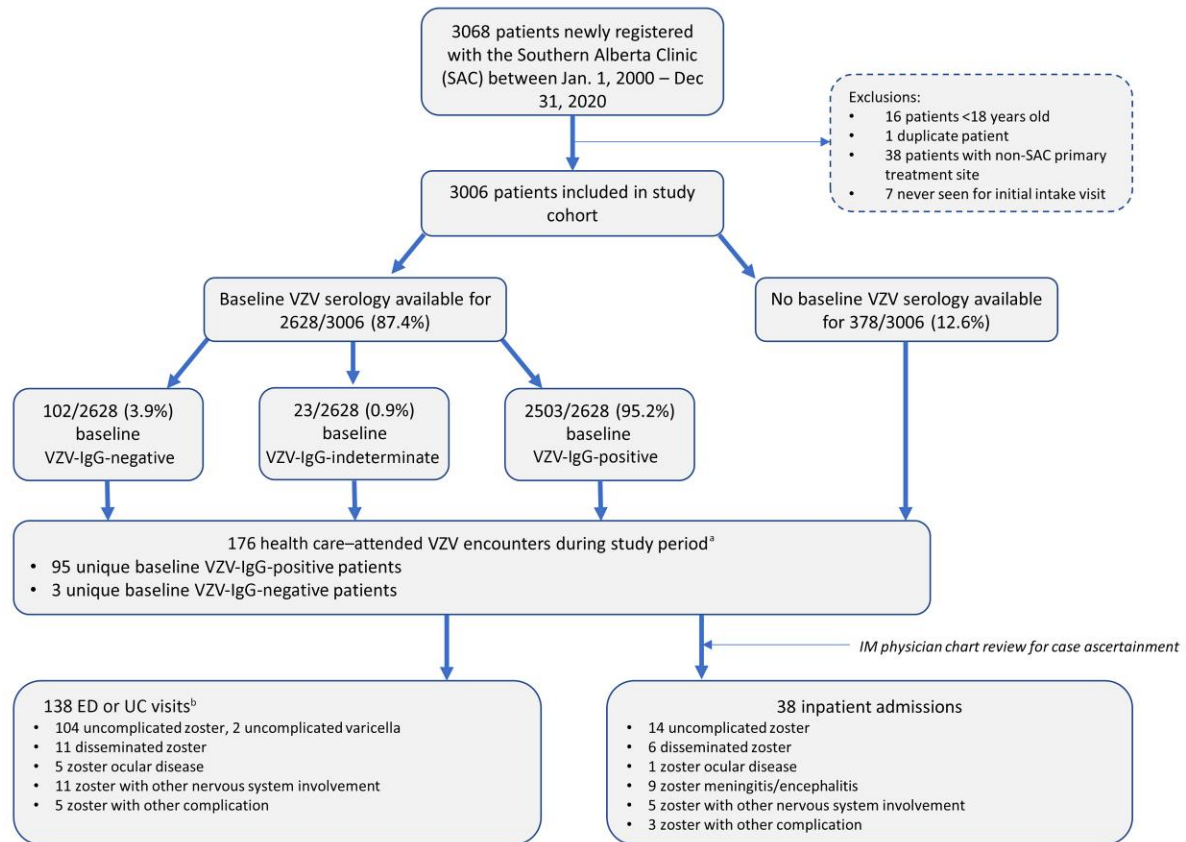 3068 patients newly registered
with the Southern Alberta Clinic
(SAC) between Jan. 1, 2000 – Dec
31, 2020
Exclusions:
• 16 patients <18 years old
• 1 duplicate patient
• 38 patients with non-SAC primary
treatment site
• 7 never seen for initial intake visit
3006 patients included in study
cohort
Baseline VZV serology available for
2628/3006 (87.4%)
No baseline VZV serology available
for 378/3006 (12.6%)
102/2628 (3.9%)
baseline
VZV-IgG-negative
23/2628 (0.9%)
baseline
VZV-IgG-indeterminate
2503/2628 (95.2%)
baseline
VZV-IgG-positive
176 health care–attended VZV encounters during study periodᵃ
• 95 unique baseline VZV-IgG-positive patients
• 3 unique baseline VZV-IgG-negative patients
IM physician chart review for case ascertainment
138 ED or UC visitsᵇ
• 104 uncomplicated zoster, 2 uncomplicated varicella
• 11 disseminated zoster
• 5 zoster ocular disease
• 11 zoster with other nervous system involvement
• 5 zoster with other complication
38 inpatient admissions
• 14 uncomplicated zoster
• 6 disseminated zoster
• 1 zoster ocular disease
• 9 zoster meningitis/encephalitis
• 5 zoster with other nervous system involvement
• 3 zoster with other complication